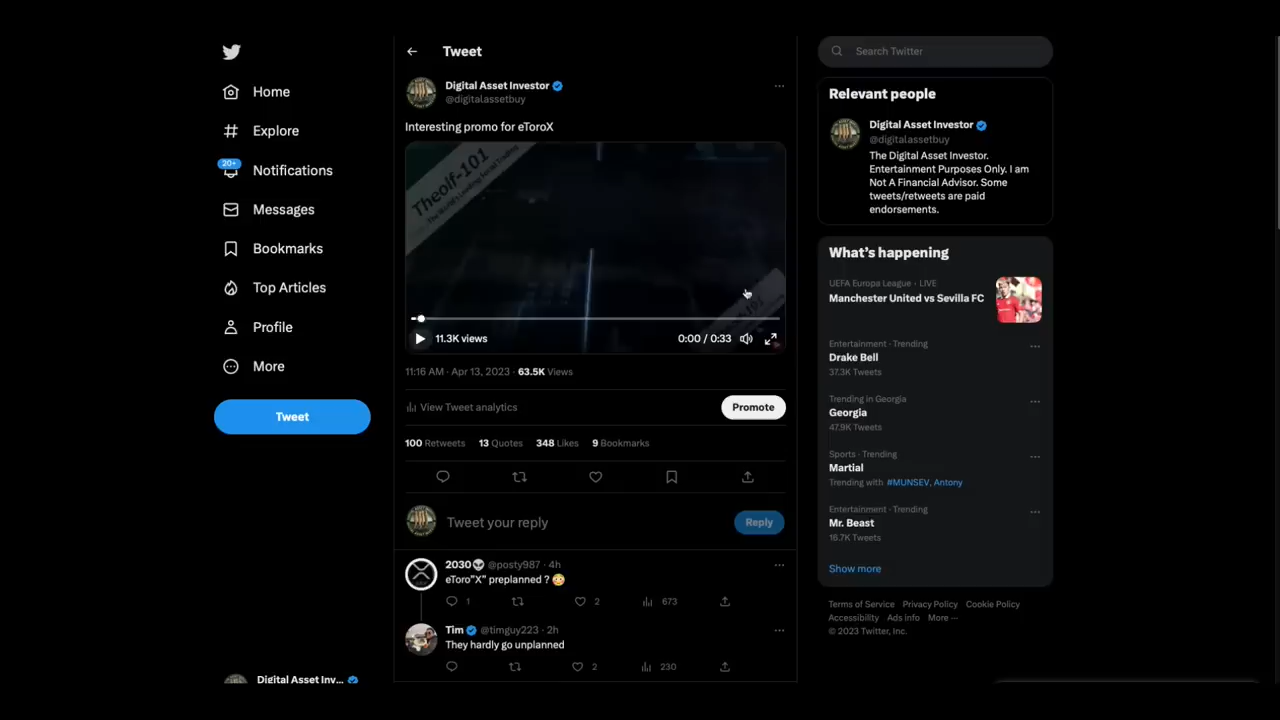 Home
Explore
20+
Notifications
Messages
Bookmarks
Top Articles
Profile
More
Tweet
Digital Asset Inv...
Tweet
Digital Asset Investor
@digitalassetbuy
Interesting promo for eToroX
Theolf-101
The World's Leading Social Trading
11.3K views
0:00 / 0:33
11:16 AM · Apr 13, 2023 · 63.5K Views
View Tweet analytics
Promote
100 Retweets 13 Quotes 348 Likes 9 Bookmarks
Tweet your reply
Reply
2030👽 @posty987 · 4h
eToro"X" preplanned ? 😳
1 2 673
Tim @timguy223 · 2h
They hardly go unplanned
2 230
Search Twitter
Relevant people
Digital Asset Investor
@digitalassetbuy
The Digital Asset Investor.
Entertainment Purposes Only. I am
Not A Financial Advisor. Some
tweets/retweets are paid
endorsements.
What's happening
UEFA Europa League · LIVE
Manchester United vs Sevilla FC
Entertainment · Trending
Drake Bell
37.3K Tweets
Trending in Georgia
Georgia
47.9K Tweets
Sports · Trending
Martial
Trending with #MUNSEV, Antony
Entertainment · Trending
Mr. Beast
16.7K Tweets
Show more
Terms of Service Privacy Policy Cookie Policy
Accessibility Ads info More ···
© 2023 Twitter, Inc.